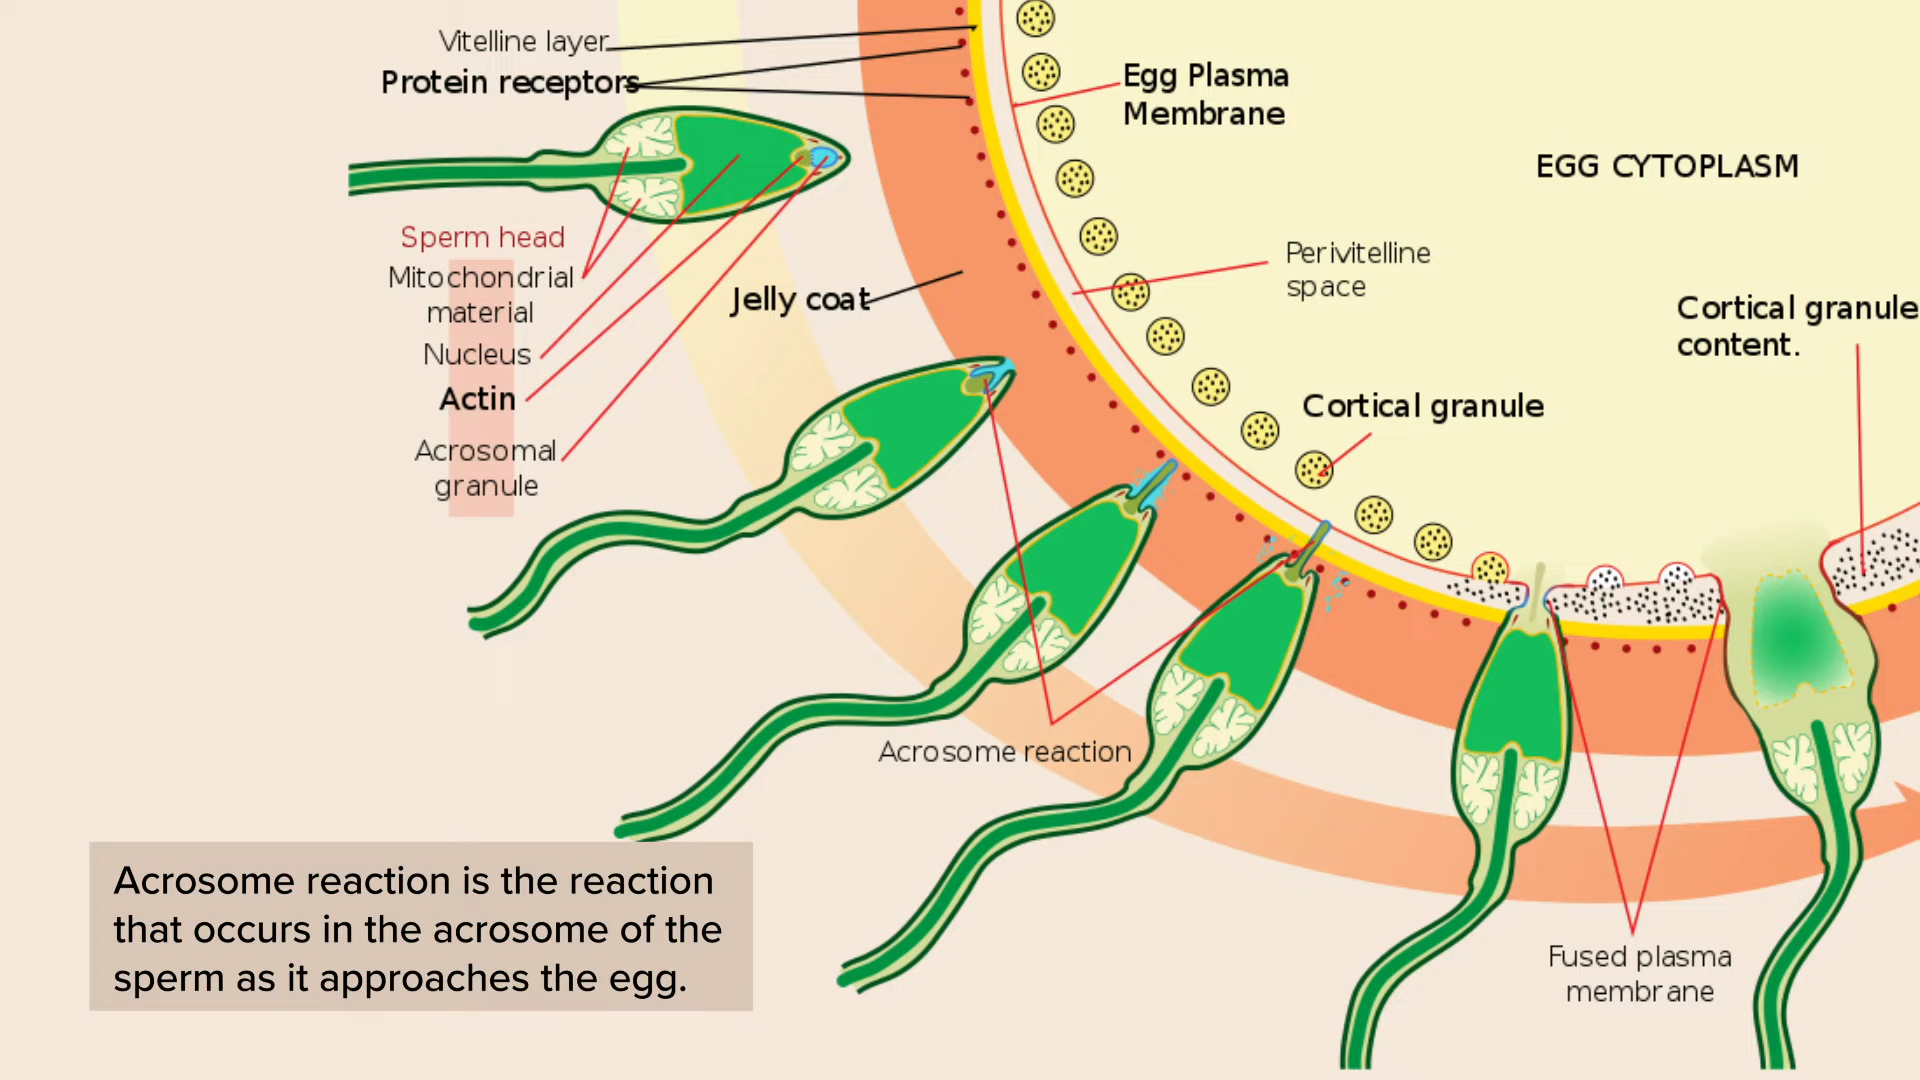 Vitelline layer
Protein receptors
Egg Plasma
Membrane
EGG CYTOPLASM
Sperm head
Mitochondrial
material
Nucleus
Actin
Acrosomal
granule
Jelly coat
Perivitelline
space
Cortical granule
content.
Cortical granule
Acrosome reaction
Fused plasma
membrane
Acrosome reaction is the reaction
that occurs in the acrosome of the
sperm as it approaches the egg.